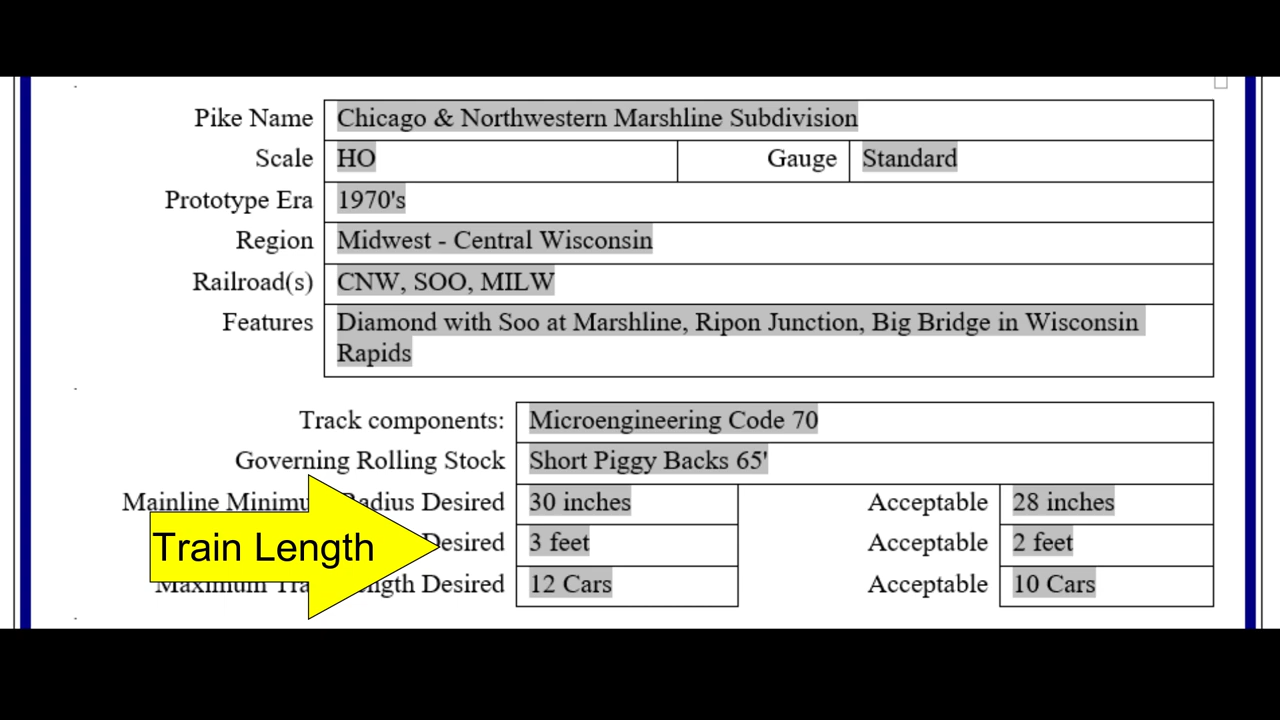 Pike Name Chicago & Northwestern Marshline Subdivision
Scale HO Gauge Standard
Prototype Era 1970's
Region Midwest - Central Wisconsin
Railroad(s) CNW, SOO, MILW
Features Diamond with Soo at Marshline, Ripon Junction, Big Bridge in Wisconsin
Rapids
Track components: Microengineering Code 70
Governing Rolling Stock Short Piggy Backs 65'
Mainline Minimum Radius Desired 30 inches Acceptable 28 inches
Train Length Desired 3 feet Acceptable 2 feet
Maximum Train Length Desired 12 Cars Acceptable 10 Cars